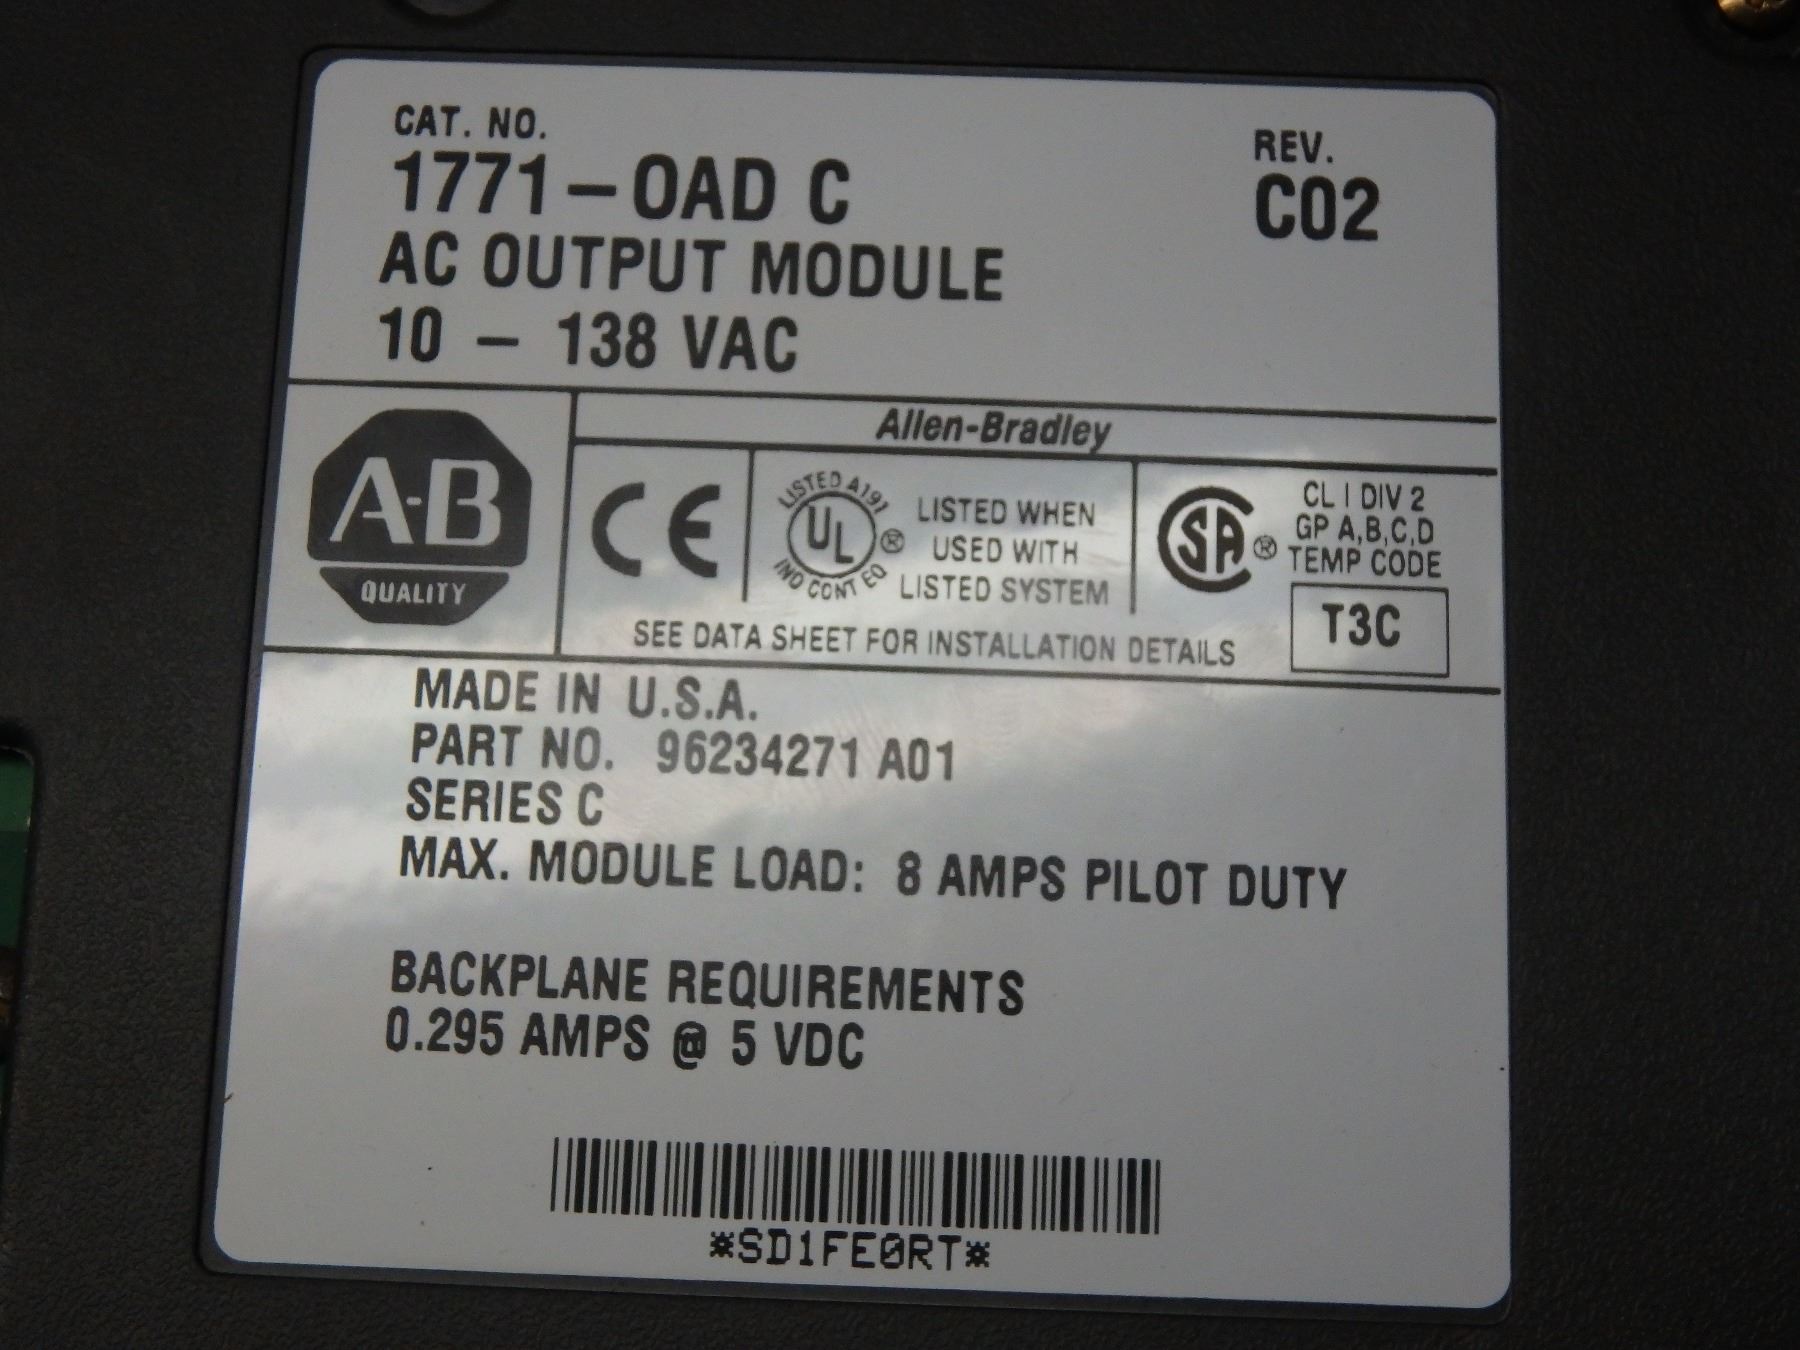 CAT. NO.
1771-OAD C
REV.
C02
AC OUTPUT MODULE
10 - 138 VAC
A-B
QUALITY
Allen-Bradley
CE
LISTED A191
UL ®
IND CONT EQ
LISTED WHEN
USED WITH
LISTED SYSTEM
SA ®
CL I DIV 2
GP A,B,C,D
TEMP CODE
T3C
SEE DATA SHEET FOR INSTALLATION DETAILS
MADE IN U.S.A.
PART NO. 96234271 A01
SERIES C
MAX. MODULE LOAD: 8 AMPS PILOT DUTY
BACKPLANE REQUIREMENTS
0.295 AMPS @ 5 VDC
*SD1FE0RT*